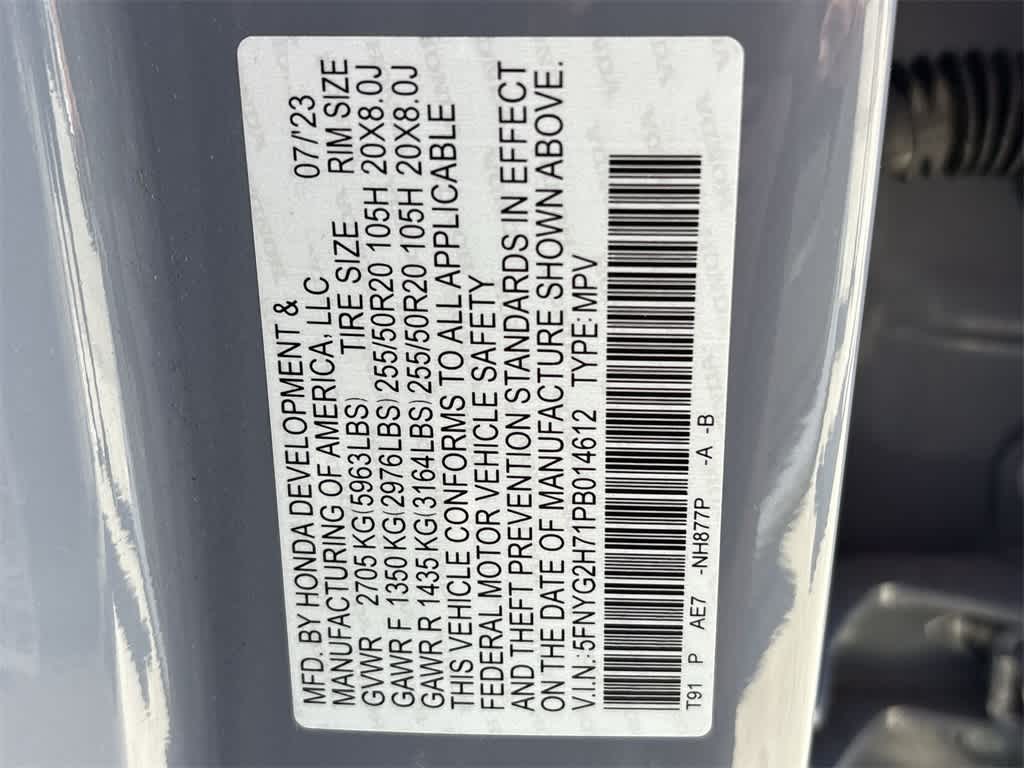 MFD. BY HONDA DEVELOPMENT &
MANUFACTURING OF AMERICA, LLC 07/'23
GVWR 2705 KG(5963LBS) TIRE SIZE RIM SIZE
GAWR F 1350 KG(2976LBS) 255/50R20 105H 20X8.0J
GAWR R 1435 KG(3164LBS) 255/50R20 105H 20X8.0J
THIS VEHICLE CONFORMS TO ALL APPLICABLE
FEDERAL MOTOR VEHICLE SAFETY
AND THEFT PREVENTION STANDARDS IN EFFECT
ON THE DATE OF MANUFACTURE SHOWN ABOVE.
V.I.N.: 5FNYG2H71PB014612 TYPE: MPV
T91 P AE7 -NH877P -A -B